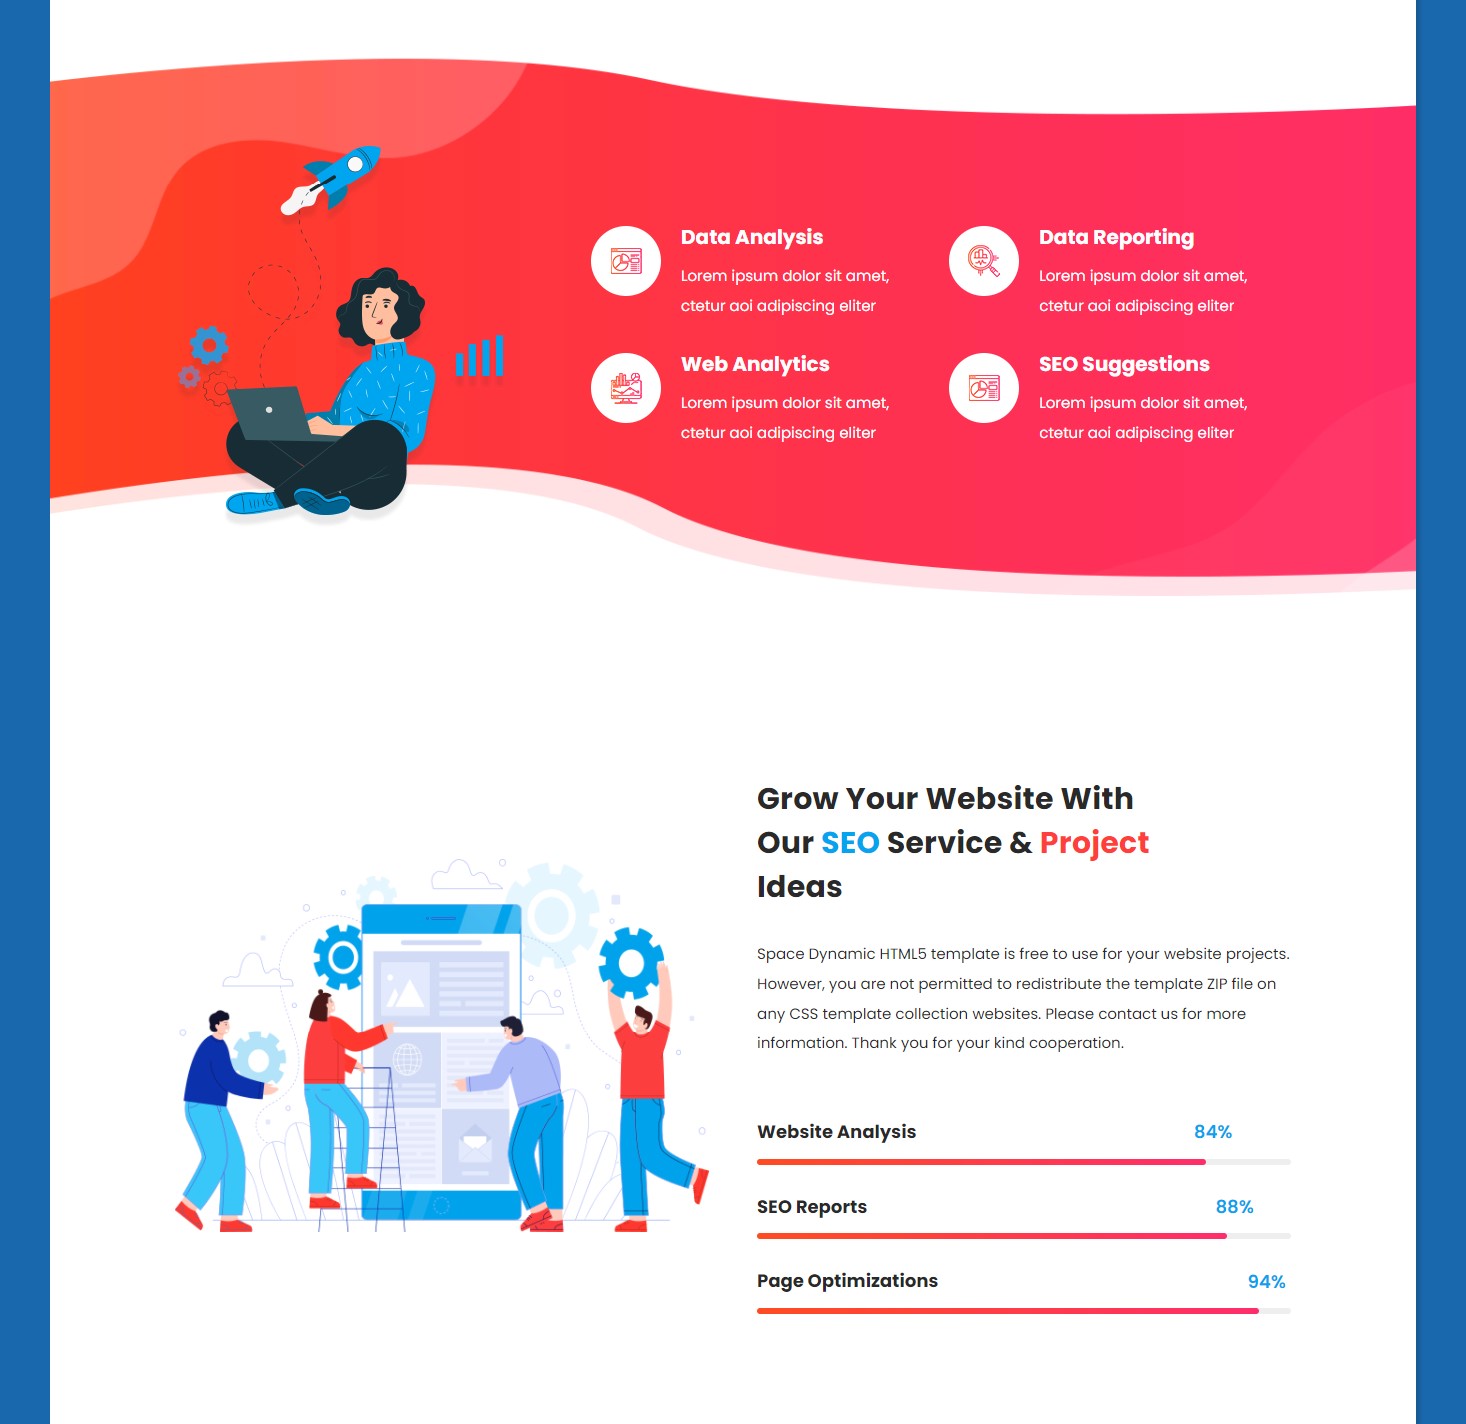 Data Analysis
Lorem ipsum dolor sit amet,
ctetur aoi adipiscing eliter
Data Reporting
Lorem ipsum dolor sit amet,
ctetur aoi adipiscing eliter
Web Analytics
Lorem ipsum dolor sit amet,
ctetur aoi adipiscing eliter
SEO Suggestions
Lorem ipsum dolor sit amet,
ctetur aoi adipiscing eliter
Grow Your Website With
Our SEO Service & Project
Ideas
Space Dynamic HTML5 template is free to use for your website projects.
However, you are not permitted to redistribute the template ZIP file on
any CSS template collection websites. Please contact us for more
information. Thank you for your kind cooperation.
Website Analysis 84%
SEO Reports 88%
Page Optimizations 94%